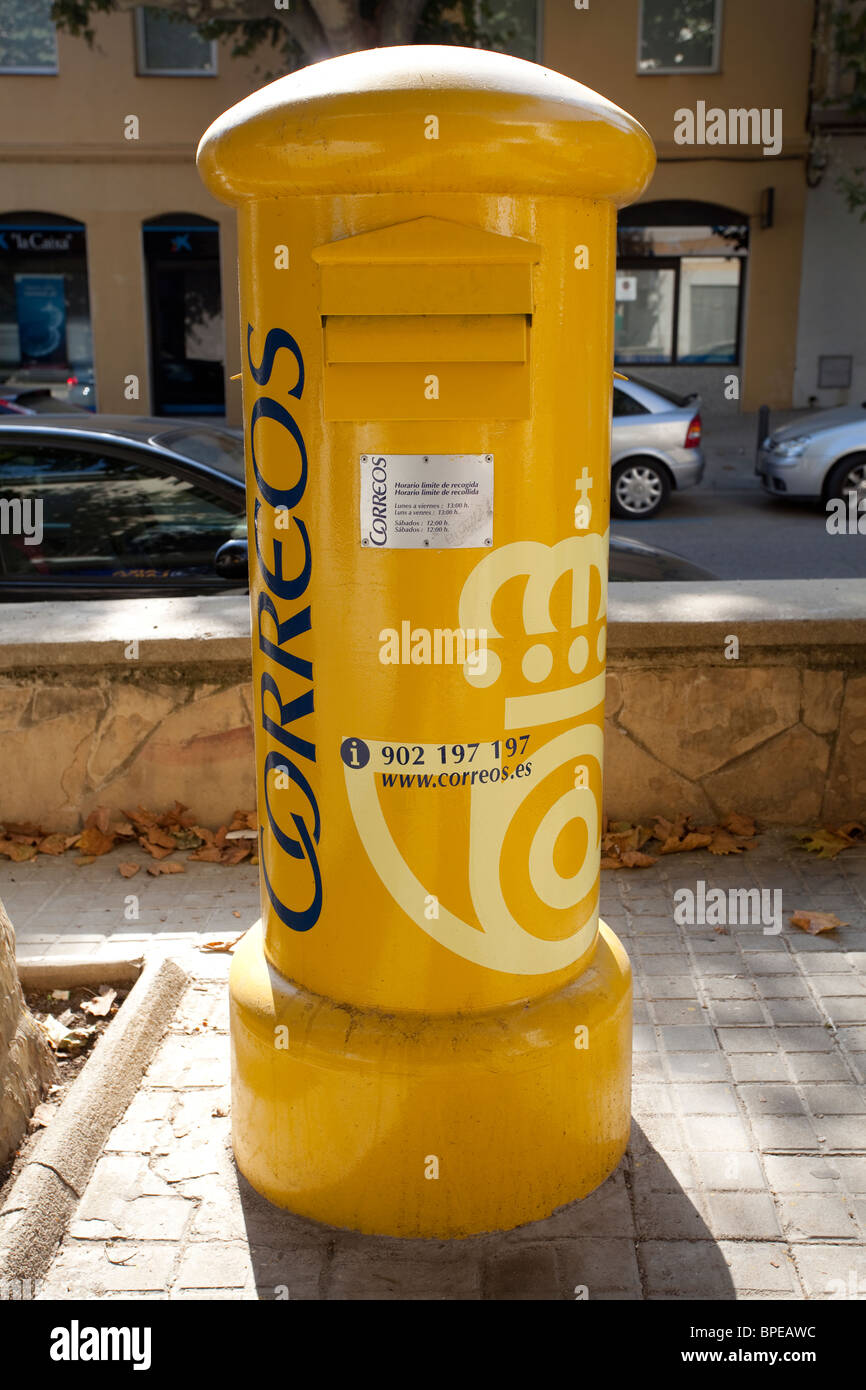 "la Caixa"
CORREOS
CORREOS
Horario límite de recogida
Horario límite de recollida
Lunes a viernes : 13:00 h.
Luns a venres : 13:00 h.
Sábados : 12:00 h.
Sábados : 12:00 h.
i 902 197 197
www.correos.es
alamy
alamy
Image ID: BPEAWC
www.alamy.com